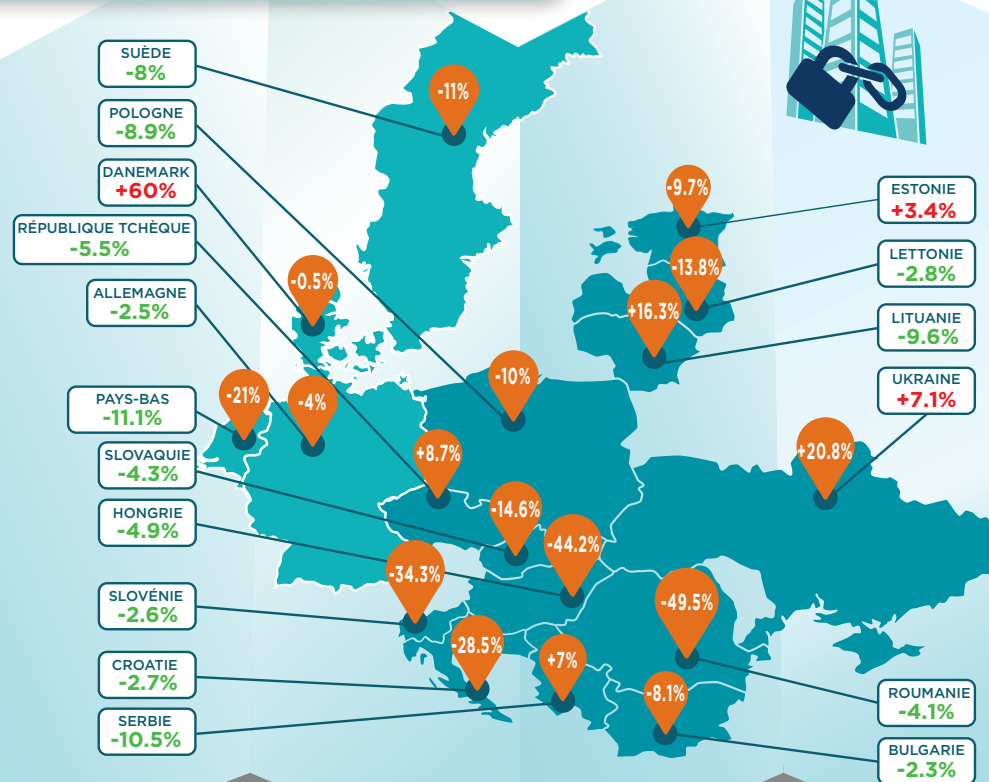 SUÈDE
-8%
POLOGNE
-8.9%
DANEMARK
+60%
RÉPUBLIQUE TCHÈQUE
-5.5%
ALLEMAGNE
-2.5%
PAYS-BAS
-11.1%
SLOVAQUIE
-4.3%
HONGRIE
-4.9%
SLOVÉNIE
-2.6%
CROATIE
-2.7%
SERBIE
-10.5%
-11%
-0.5%
-21%
-4%
-10%
+8.7%
-14.6%
-44.2%
-34.3%
-28.5%
+7%
-49.5%
-8.1%
-9.7%
-13.8%
+16.3%
+20.8%
ESTONIE
+3.4%
LETTONIE
-2.8%
LITUANIE
-9.6%
UKRAINE
+7.1%
ROUMANIE
-4.1%
BULGARIE
-2.3%